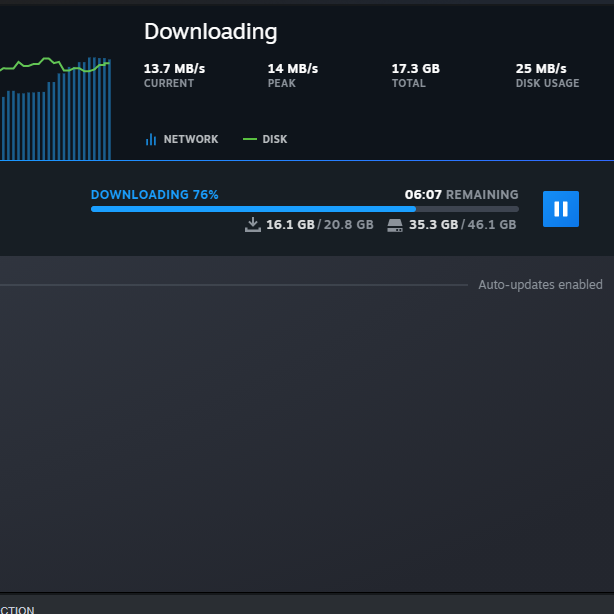 Downloading
13.7 MB/s 14 MB/s 17.3 GB 25 MB/s
CURRENT PEAK TOTAL DISK USAGE
NETWORK DISK
DOWNLOADING 76% 06:07 REMAINING
16.1 GB / 20.8 GB 35.3 GB / 46.1 GB
Auto-updates enabled
CTION